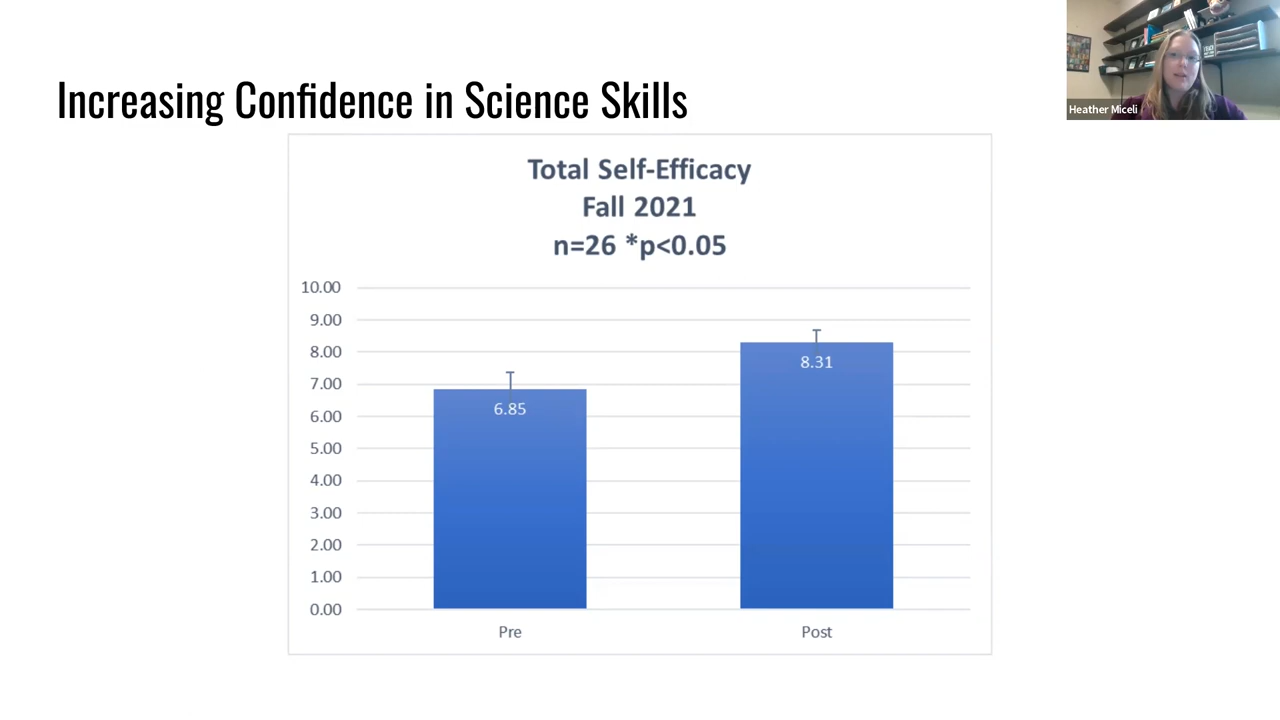 Increasing Confidence in Science Skills
Heather Miceli
Total Self-Efficacy
Fall 2021
n=26 *p<0.05
10.00
9.00
8.00
7.00
6.00
5.00
4.00
3.00
2.00
1.00
0.00
6.85
8.31
Pre
Post